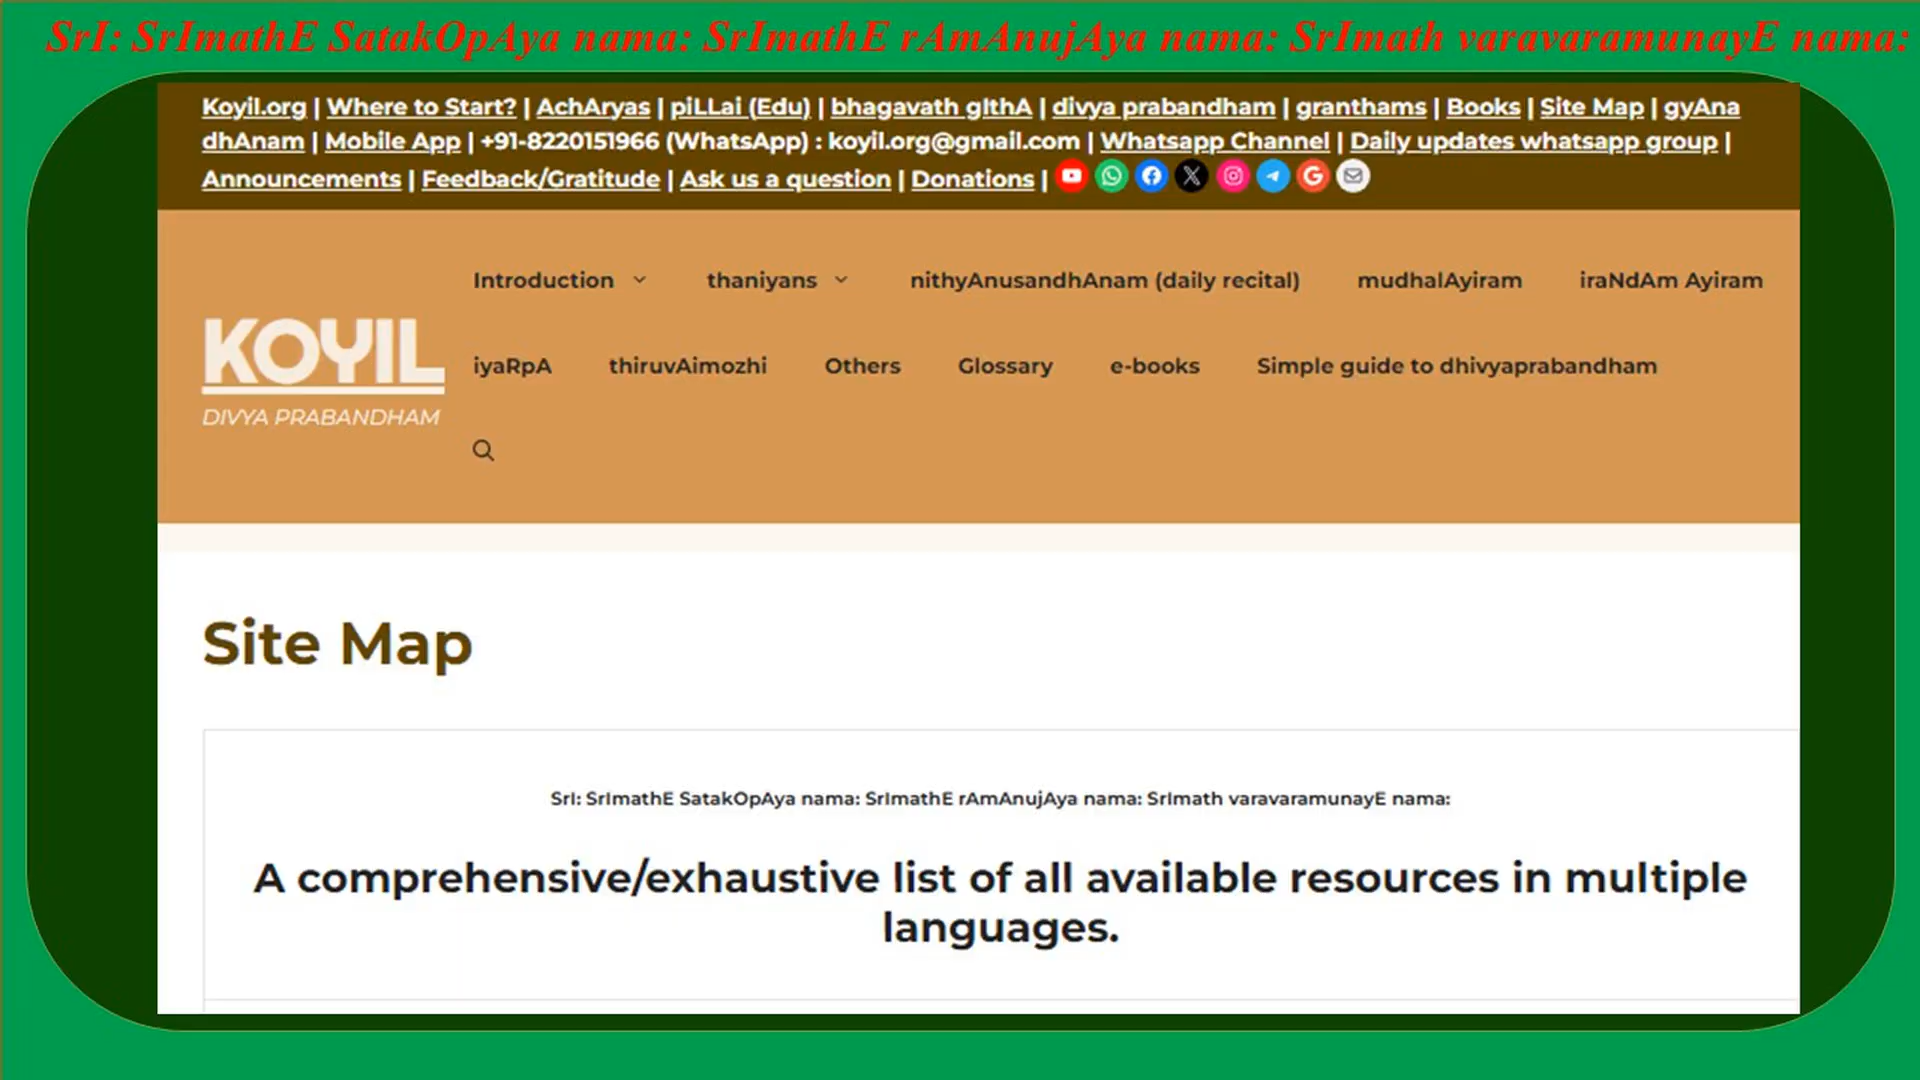 SrI: SrImathE SatakOpAya nama: SrImathE rAmAnujAya nama: SrImath varavaramunayE nama:
Koyil.org | Where to Start? | AchAryas | piLLai (Edu) | bhagavath gIthA | divya prabandham | granthams | Books | Site Map | gyAna
dhAnam | Mobile App | +91-8220151966 (WhatsApp) : koyil.org@gmail.com | Whatsapp Channel | Daily updates whatsapp group |
Announcements | Feedback/Gratitude | Ask us a question | Donations |
Introduction thaniyans nithyAnusandhAnam (daily recital) mudhalAyiram iraNdAm Ayiram
KOYIL
DIVYA PRABANDHAM
iyaRpA thiruvAimozhi Others Glossary e-books Simple guide to dhivyaprabandham
Site Map
SrI: SrImathE SatakOpAya nama: SrImathE rAmAnujAya nama: SrImath varavaramunayE nama:
A comprehensive/exhaustive list of all available resources in multiple
languages.